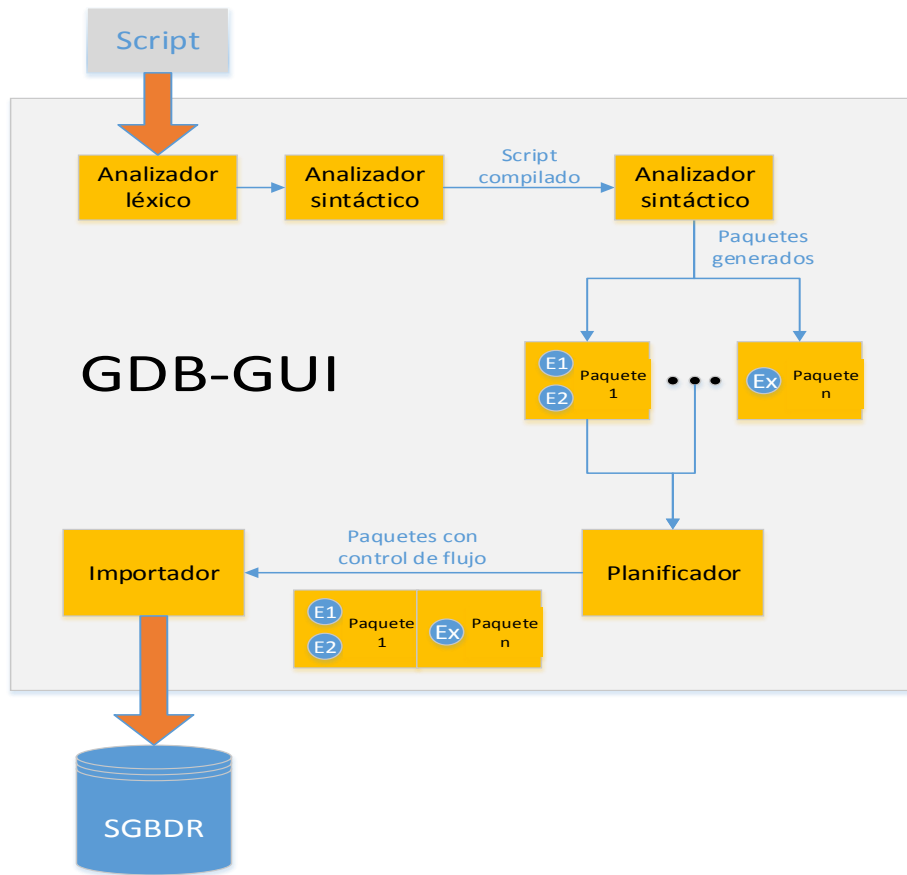 Script
Analizador
léxico
Analizador
sintáctico
Script
compilado
Analizador
sintáctico
Paquetes
generados
GDB-GUI
E1
E2
Paquete
1
• • •
Ex
Paquete
n
Importador
Paquetes con
control de flujo
Planificador
E1
E2
Paquete
1
Ex
Paquete
n
SGBDR